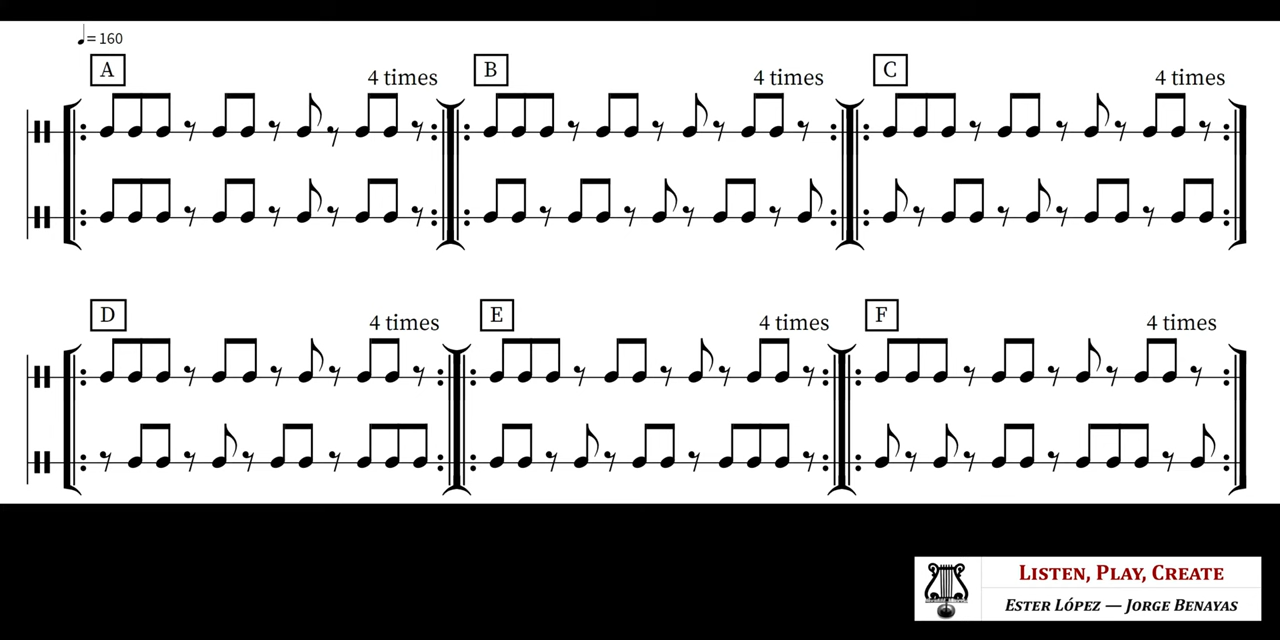 ♩= 160
A
4 times
B
4 times
C
4 times
D
4 times
E
4 times
F
4 times
Listen, Play, Create
Ester López — Jorge Benayas